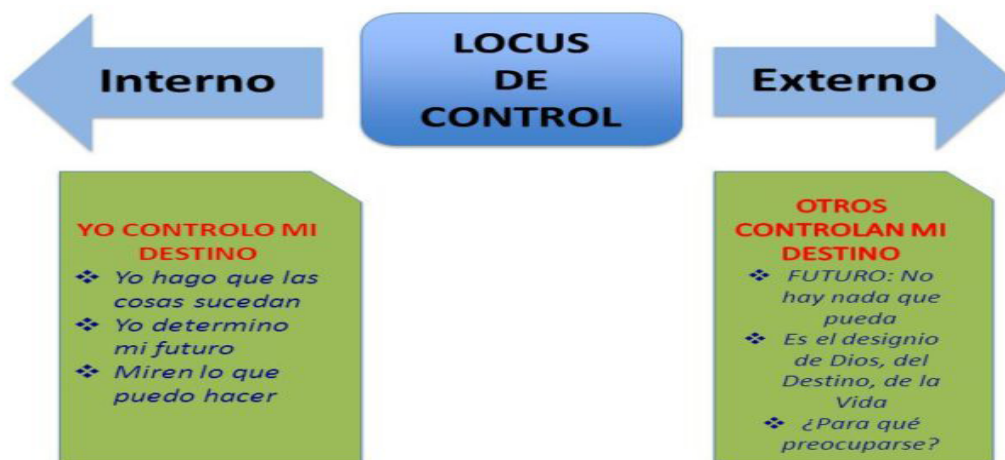 Interno
LOCUS
DE
CONTROL
Externo
YO CONTROLO MI
DESTINO
❖ Yo hago que las
cosas sucedan
❖ Yo determino
mi futuro
❖ Miren lo que
puedo hacer
OTROS
CONTROLAN MI
DESTINO
❖ FUTURO: No
hay nada que
pueda
❖ Es el designio
de Dios, del
Destino, de la
Vida
❖ ¿Para qué
preocuparse?